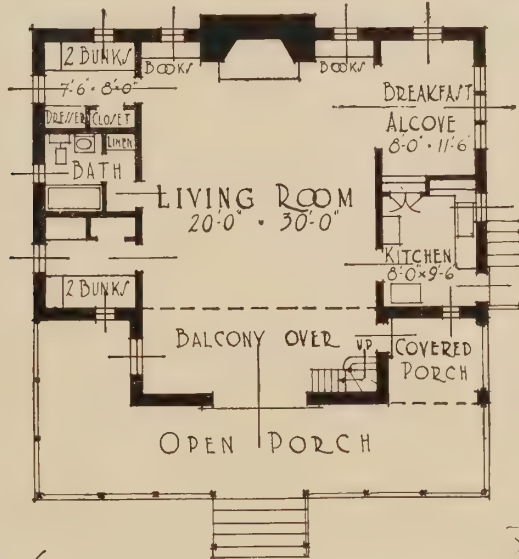 2 BUNKS
7'-6" × 8'-0"
DRESSER
CLOSET
BOOKS
BOOKS
BREAKFAST
ALCOVE
8'-0" • 11'-6"
LINEN
BATH
LIVING ROOM
20'-0" • 30'-0"
KITCHEN
8'-0" × 9'-6"
2 BUNKS
BALCONY OVER
UP
COVERED
PORCH
OPEN PORCH